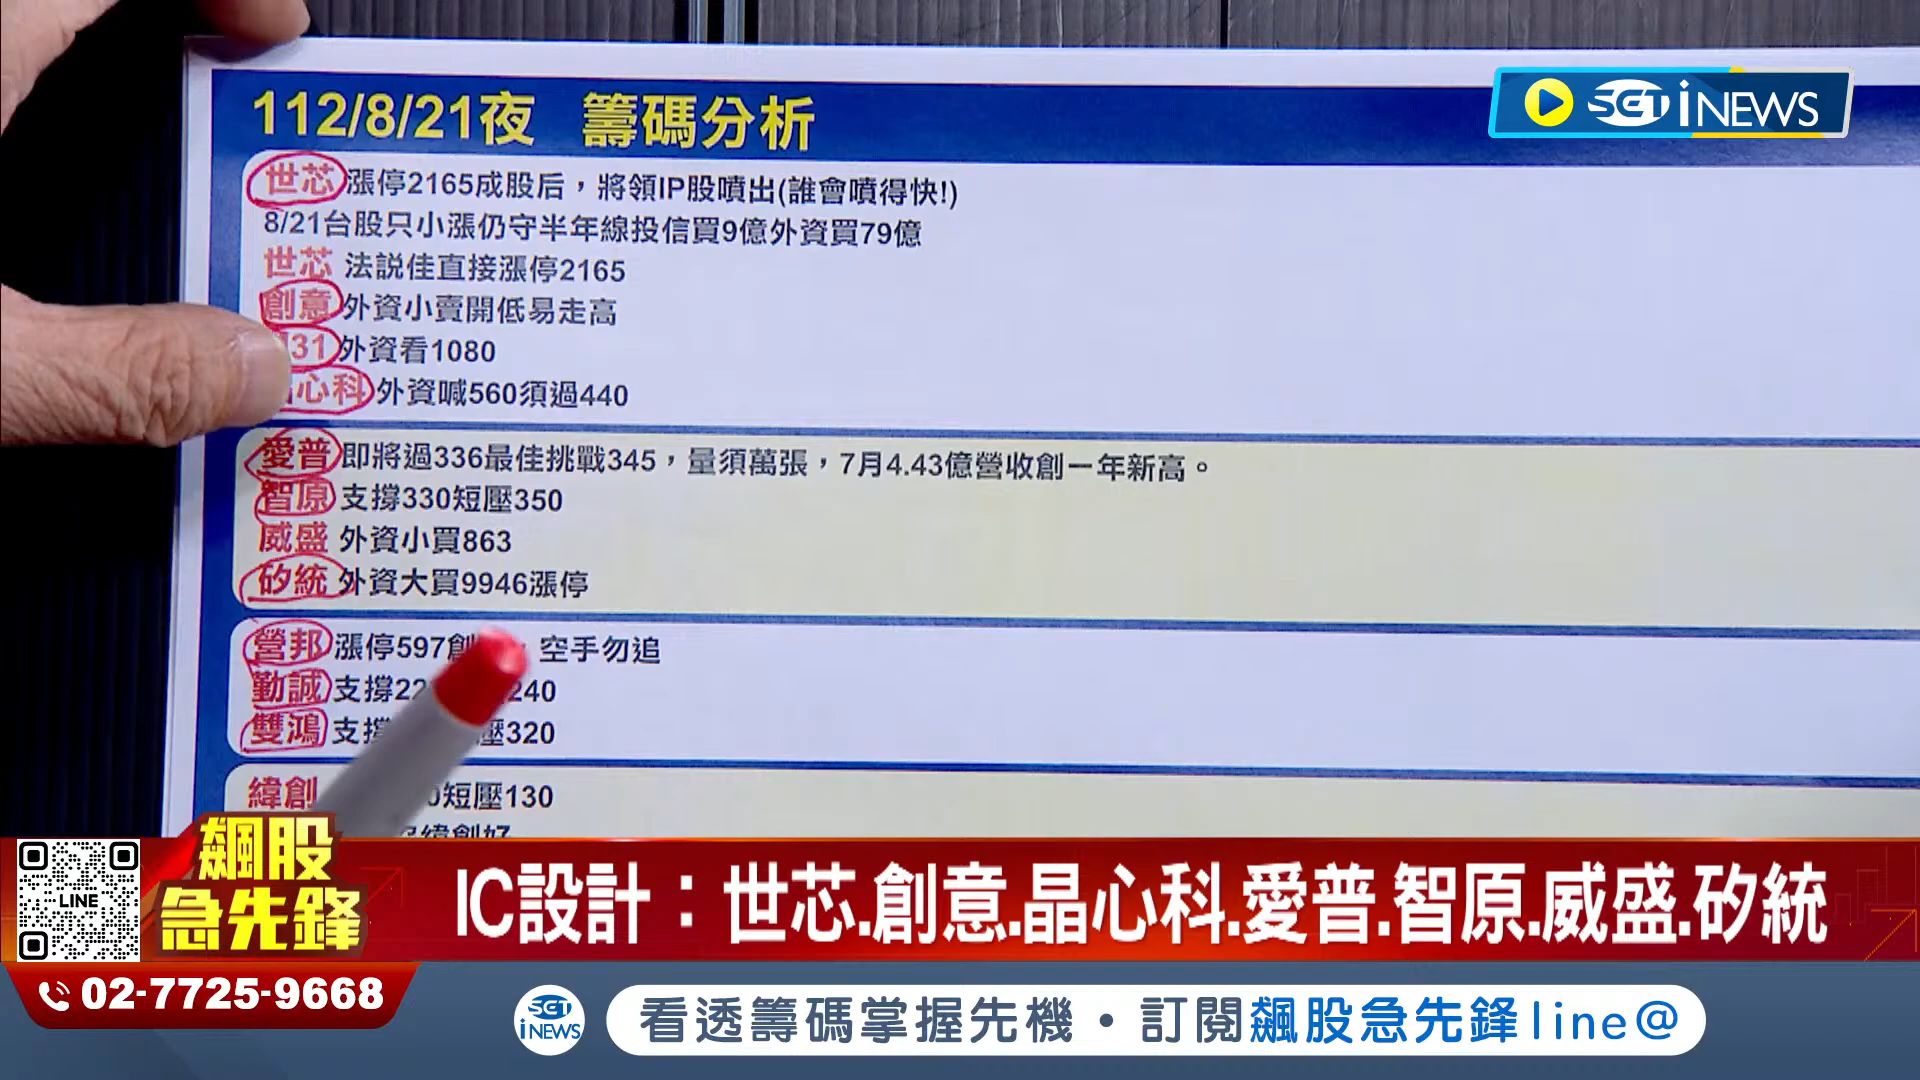 112/8/21夜 籌碼分析
SET iNEWS
世芯 漲停2165成股后，將領IP股噴出(誰會噴得快!)
8/21台股只小漲仍守半年線投信買9億外資買79億
世芯 法說佳直接漲停2165
創意 外資小賣開低易走高
31 外資看1080
心科 外資喊560須過440
愛普 即將過336最佳挑戰345，量須萬張，7月4.43億營收創一年新高。
智原 支撐330短壓350
威盛 外資小買863
矽統 外資大買9946漲停
營邦 漲停597創 空手勿追
勤誠 支撐22 240
雙鴻 支撐 壓320
緯創 0短壓130
緯創好
LINE
飆股
急先鋒
IC設計：世芯.創意.晶心科.愛普.智原.威盛.矽統
02-7725-9668
SET
iNEWS
看透籌碼掌握先機・訂閱飆股急先鋒line@